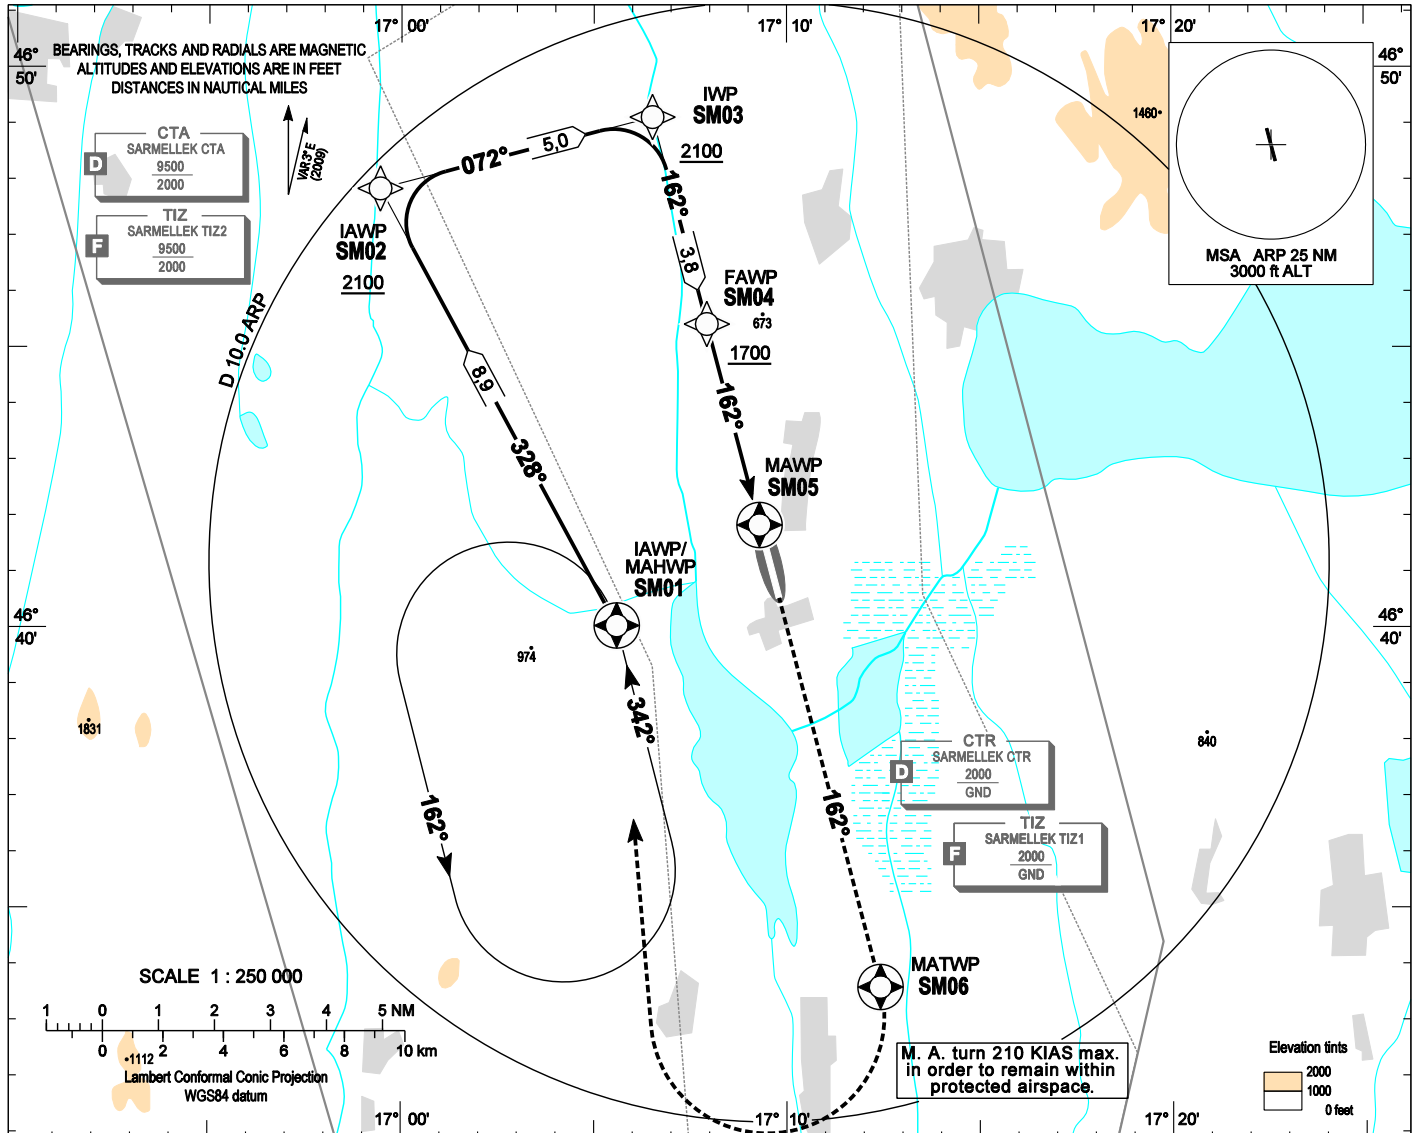 17° 00'
17° 10'
17° 20'
46°
50'
46°
50'
BEARINGS, TRACKS AND RADIALS ARE MAGNETIC
ALTITUDES AND ELEVATIONS ARE IN FEET
DISTANCES IN NAUTICAL MILES
VAR3° E
(2009)
CTA
D
SARMELLEK CTA
9500
2000
TIZ
F
SARMELLEK TIZ2
9500
2000
IWP
SM03
2100
5,0
072°
IAWP
SM02
2100
162°
3,8
FAWP
SM04
673
1700
1460
MSA ARP 25 NM
3000 ft ALT
D 10.0 ARP
8,9
328°
162°
MAWP
SM05
IAWP/
MAHWP
SM01
46°
40'
46°
40'
974
1831
342°
840
162°
162°
CTR
D
SARMELLEK CTR
2000
GND
TIZ
F
SARMELLEK TIZ1
2000
GND
MATWP
SM06
SCALE 1 : 250 000
1 0 1 2 3 4 5 NM
0 2 4 6 8 10 km
1112
Lambert Conformal Conic Projection
WGS84 datum
M. A. turn 210 KIAS max.
in order to remain within
protected airspace.
Elevation tints
2000
1000
0 feet
17° 00'
17° 10'
17° 20'